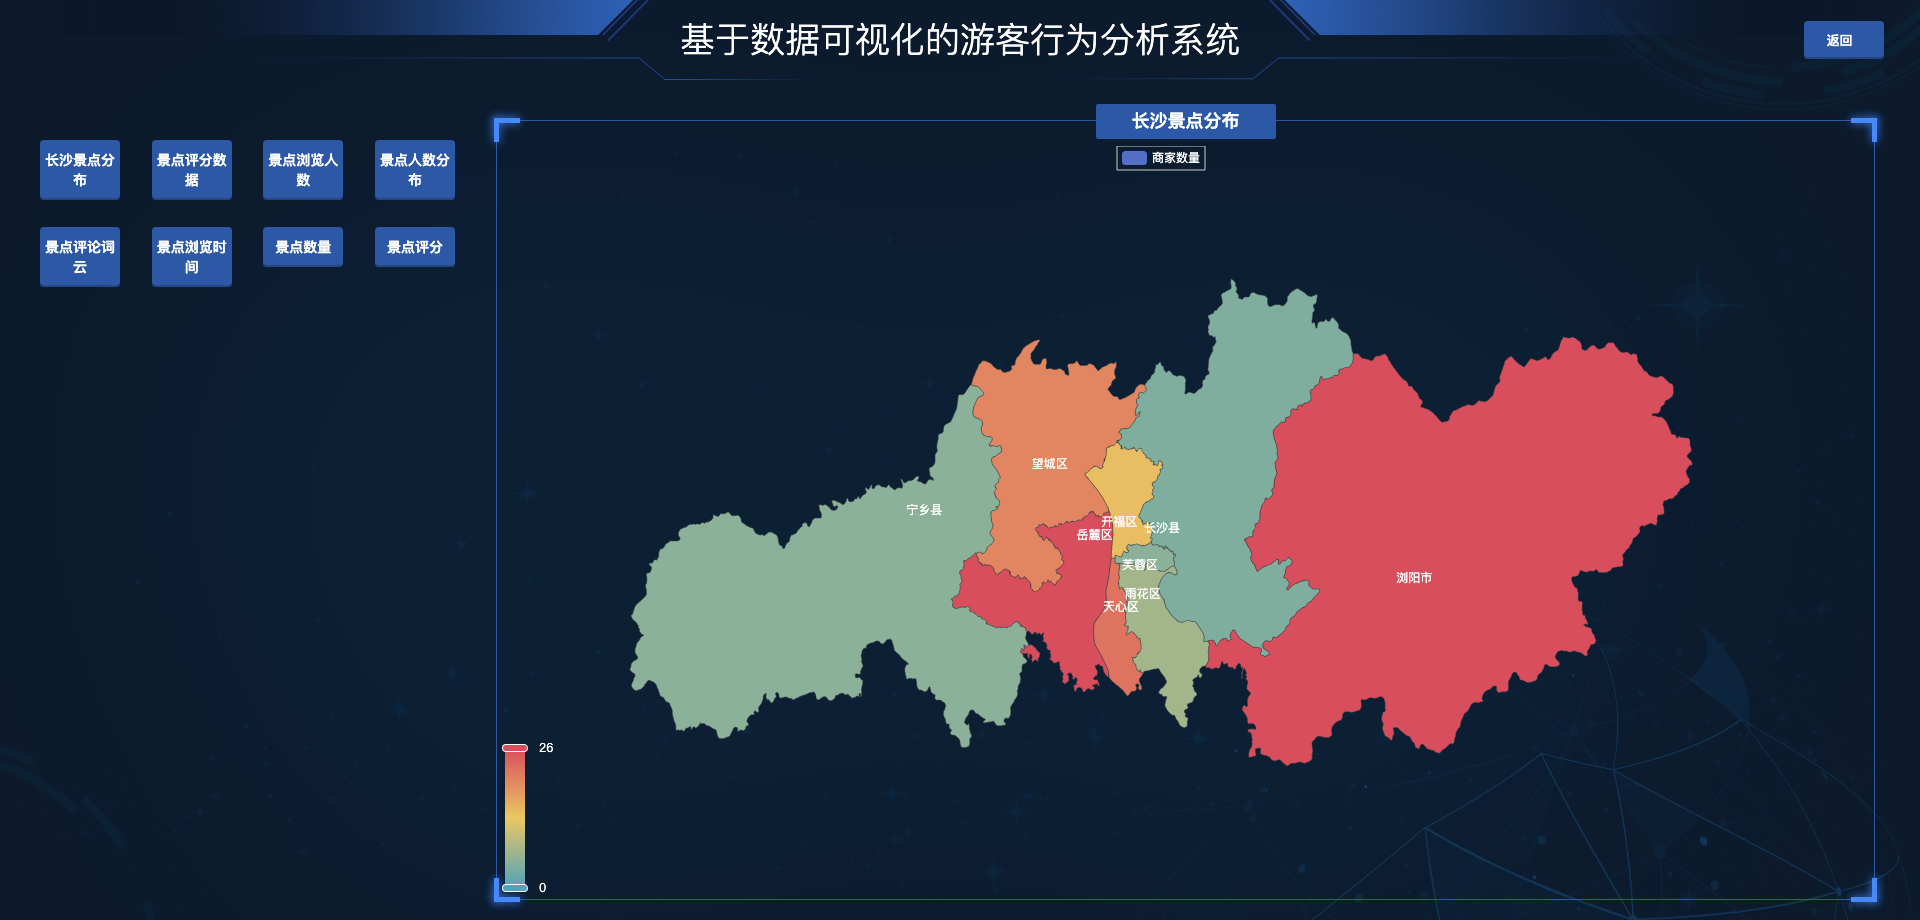 基于数据可视化的游客行为分析系统
返回
长沙景点分
布
景点评分数
据
景点浏览人
数
景点人数分
布
景点评论词
云
景点浏览时
间
景点数量
景点评分
长沙景点分布
商家数量
望城区
宁乡县
开福区
长沙县
岳麓区
芙蓉区
浏阳市
雨花区
天心区
26
0